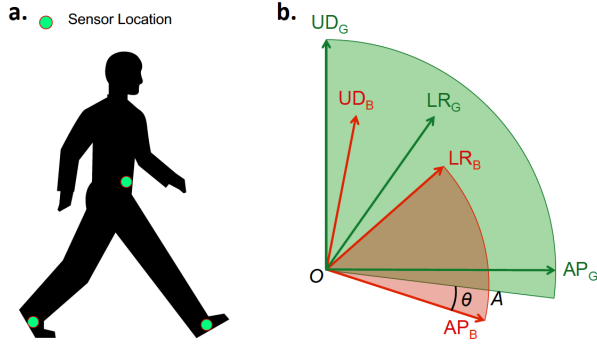 a.
Sensor Location
b.
UD_G
UD_B
LR_G
LR_B
O
AP_G
θ
A
AP_B